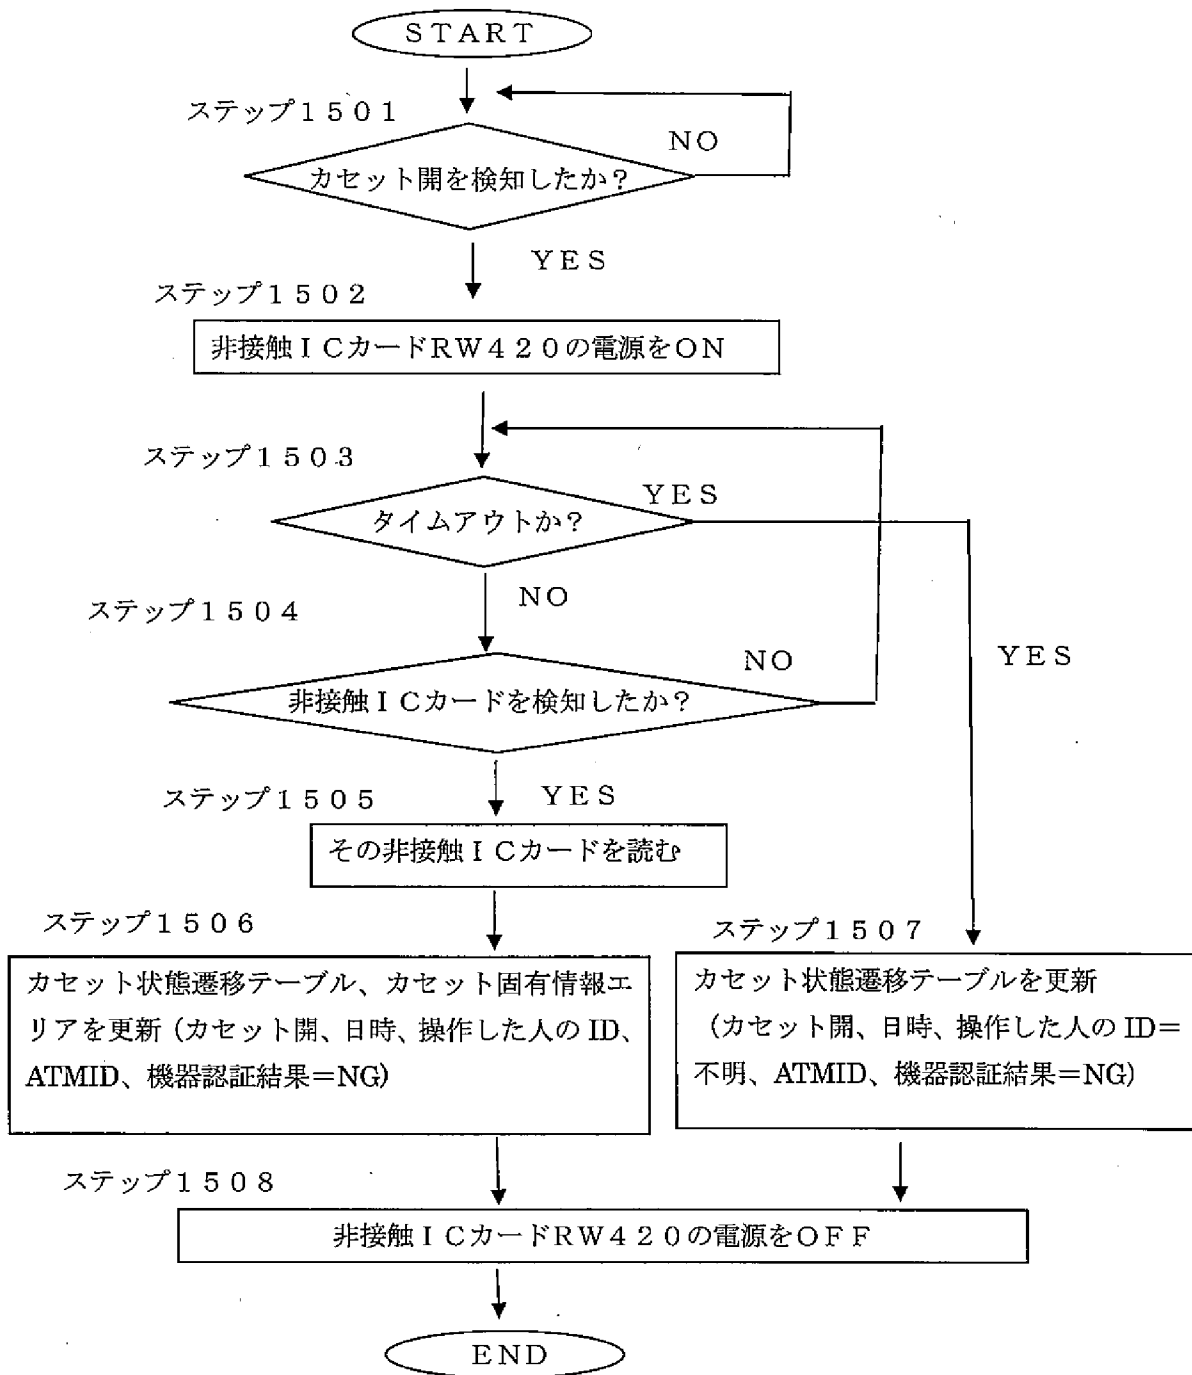 ＳＴＡＲＴ
ステップ１５０１
ＮＯ
カセット開を検知したか？
ＹＥＳ
ステップ１５０２
非接触ＩＣカードＲＷ４２０の電源をＯＮ
ステップ１５０３
ＹＥＳ
タイムアウトか？
ＮＯ
ステップ１５０４
ＮＯ
ＹＥＳ
非接触ＩＣカードを検知したか？
ステップ１５０５
ＹＥＳ
その非接触ＩＣカードを読む
ステップ１５０６
カセット状態遷移テーブル、カセット固有情報エ
リアを更新（カセット開、日時、操作した人のID、
ATMID、機器認証結果＝NG）
ステップ１５０７
カセット状態遷移テーブルを更新
（カセット開、日時、操作した人のID＝
不明、ATMID、機器認証結果＝NG）
ステップ１５０８
非接触ＩＣカードＲＷ４２０の電源をＯＦＦ
ＥＮＤ